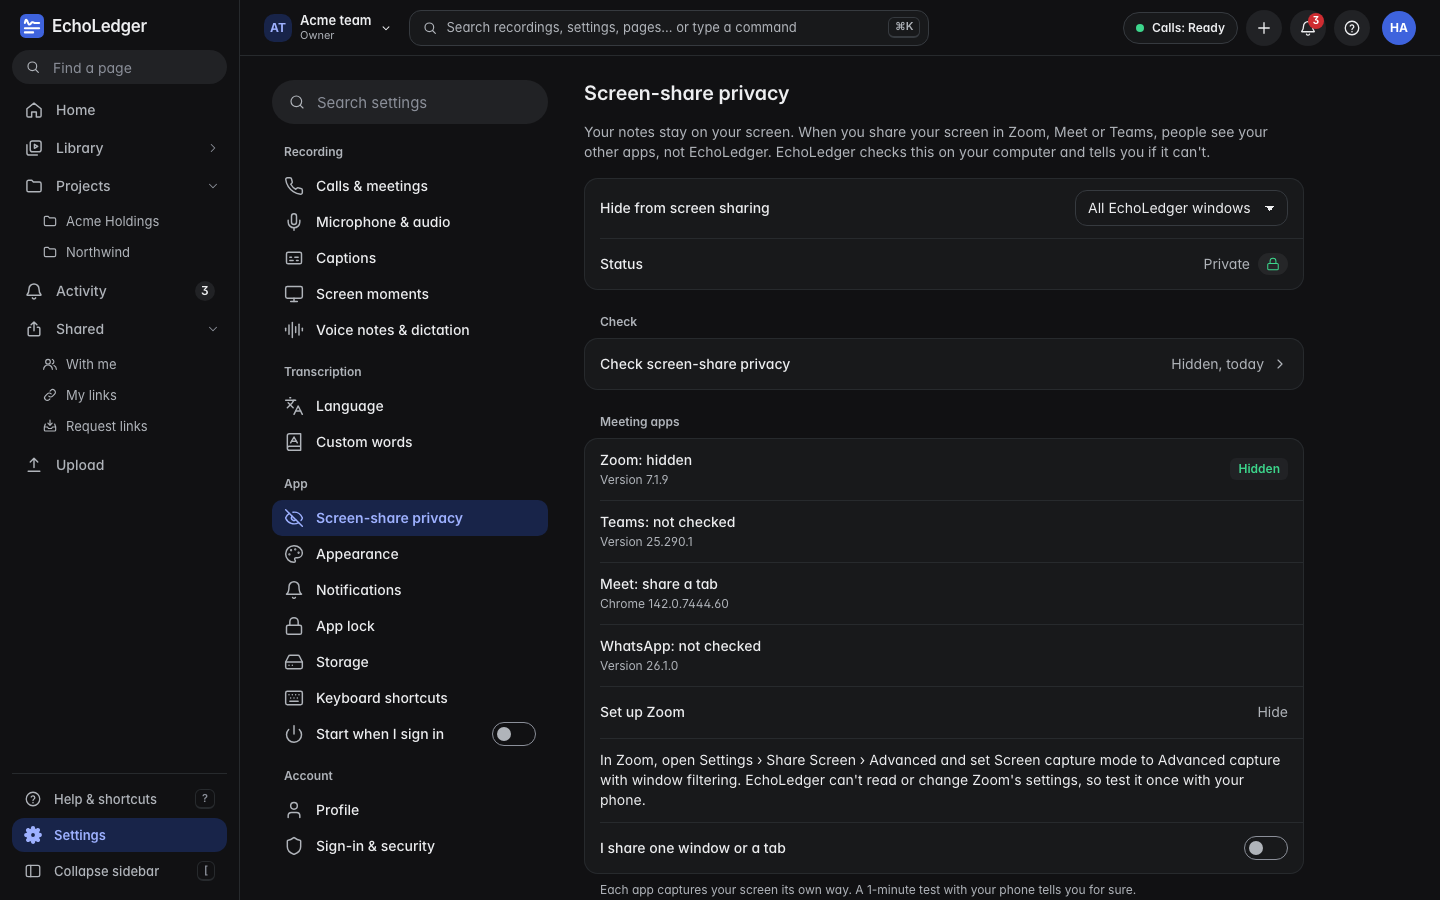 EchoLedger
Find a page
Home
Library
Projects
Acme Holdings
Northwind
Activity
3
Shared
With me
My links
Request links
Upload
Help & shortcuts
?
Settings
Collapse sidebar
[
AT
Acme team
Owner
Search recordings, settings, pages... or type a command
⌘K
Calls: Ready
3
HA
Search settings
Recording
Calls & meetings
Microphone & audio
Captions
Screen moments
Voice notes & dictation
Transcription
Language
Custom words
App
Screen-share privacy
Appearance
Notifications
App lock
Storage
Keyboard shortcuts
Start when I sign in
Account
Profile
Sign-in & security
Screen-share privacy
Your notes stay on your screen. When you share your screen in Zoom, Meet or Teams, people see your
other apps, not EchoLedger. EchoLedger checks this on your computer and tells you if it can't.
Hide from screen sharing
All EchoLedger windows
Status
Private
Check
Check screen-share privacy
Hidden, today
Meeting apps
Zoom: hidden
Version 7.1.9
Hidden
Teams: not checked
Version 25.290.1
Meet: share a tab
Chrome 142.0.7444.60
WhatsApp: not checked
Version 26.1.0
Set up Zoom
Hide
In Zoom, open Settings › Share Screen › Advanced and set Screen capture mode to Advanced capture
with window filtering. EchoLedger can't read or change Zoom's settings, so test it once with your
phone.
I share one window or a tab
Each app captures your screen its own way. A 1-minute test with your phone tells you for sure.